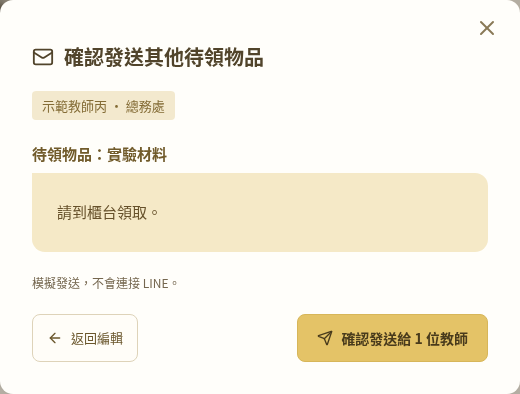 確認發送其他待領物品
示範教師丙 · 總務處
待領物品：實驗材料
請到櫃台領取。
模擬發送，不會連接 LINE。
返回編輯
確認發送給 1 位教師